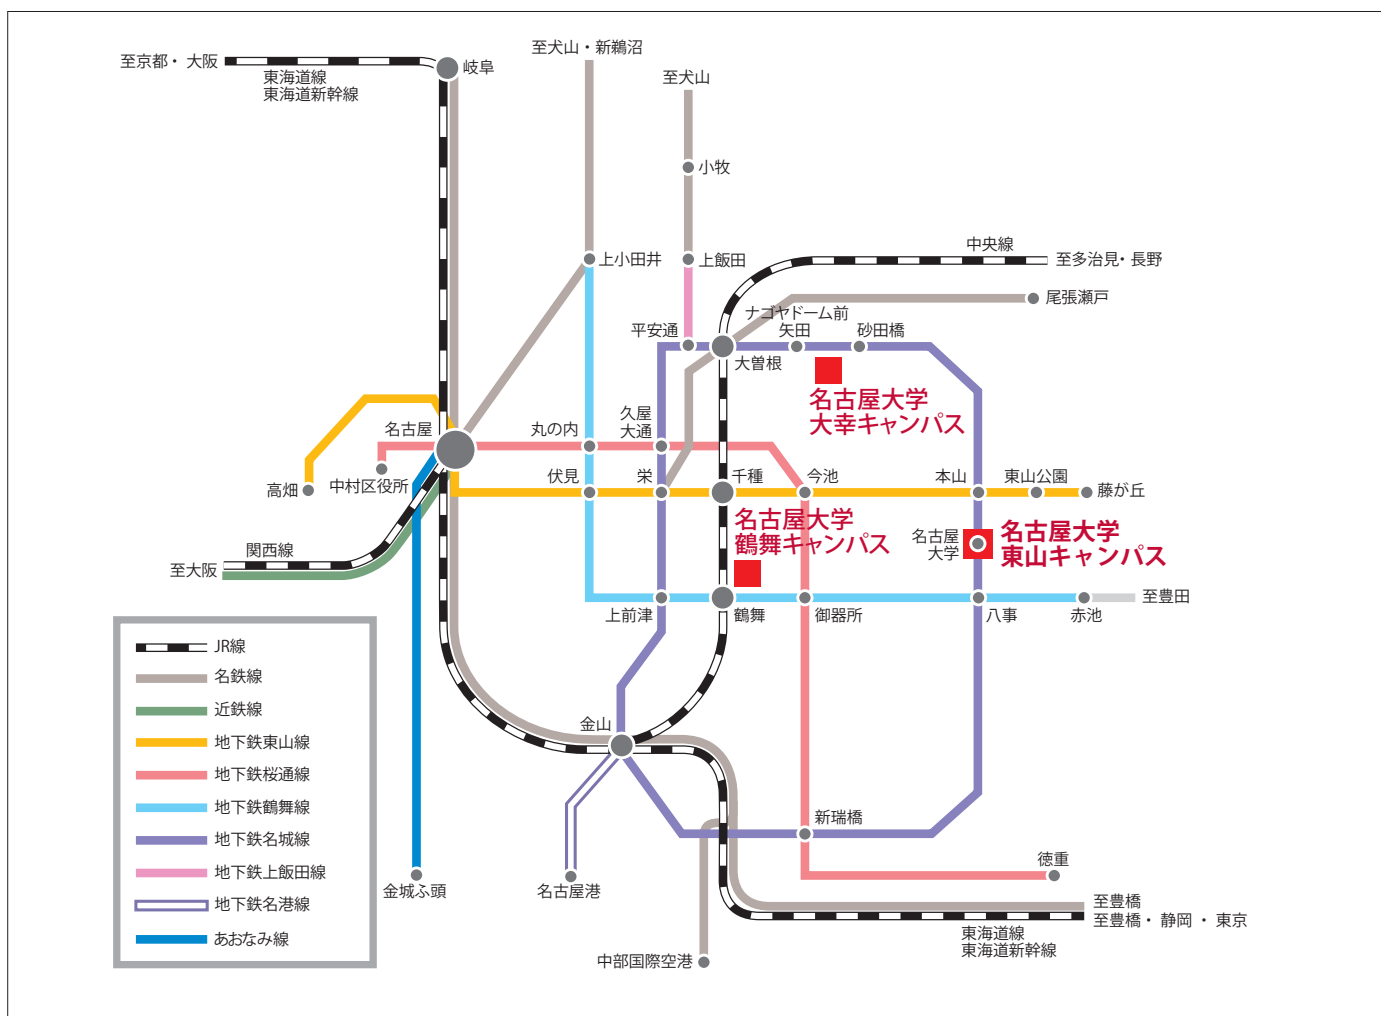 至京都・ 大阪
東海道線
東海道新幹線
岐阜
至犬山・新鵜沼
至犬山
小牧
上小田井
上飯田
中央線
至多治見・長野
尾張瀬戸
平安通
ナゴヤドーム前
矢田
砂田橋
大曽根
名古屋大学
大幸キャンパス
名古屋
丸の内
久屋
大通
高畑
中村区役所
伏見
栄
千種
今池
本山
東山公園
藤が丘
名古屋大学
鶴舞キャンパス
名古屋
大学
名古屋大学
東山キャンパス
関西線
至大阪
上前津
鶴舞
御器所
八事
赤池
至豊田
JR線
名鉄線
近鉄線
地下鉄東山線
地下鉄桜通線
地下鉄鶴舞線
地下鉄名城線
地下鉄上飯田線
地下鉄名港線
あおなみ線
金山
新瑞橋
徳重
金城ふ頭
名古屋港
中部国際空港
至豊橋
至豊橋・ 静岡 ・ 東京
東海道線
東海道新幹線